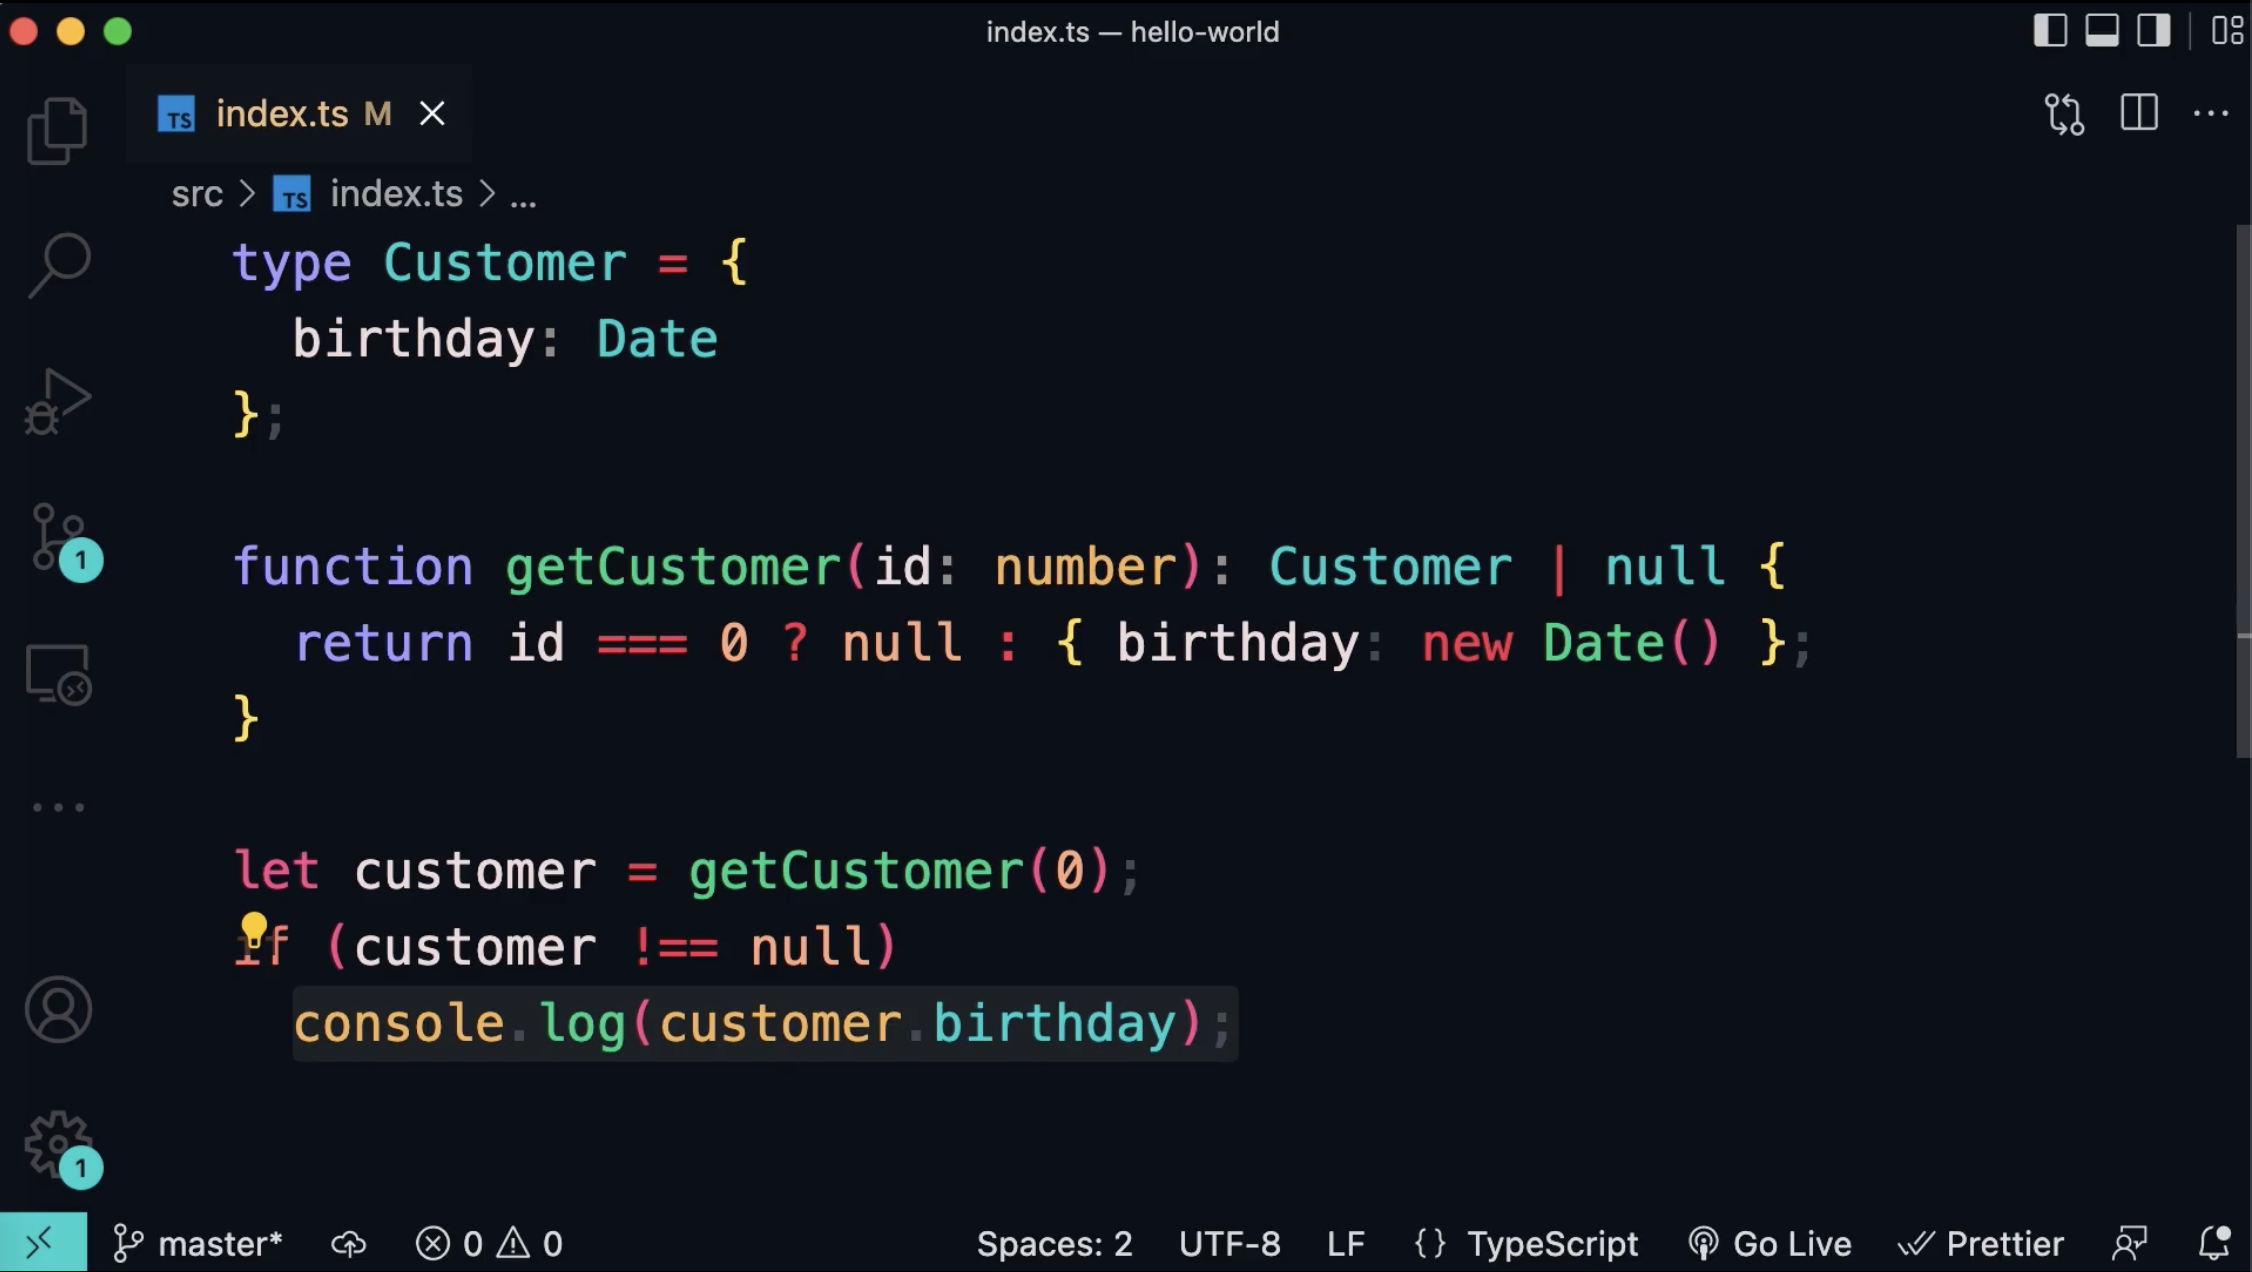 index.ts — hello-world
TS index.ts M
src > TS index.ts > ...
type Customer = {
  birthday: Date
};
function getCustomer(id: number): Customer | null {
  return id === 0 ? null : { birthday: new Date() };
}
let customer = getCustomer(0);
if (customer !== null)
  console.log(customer.birthday);
1
1
master* 0 0 Spaces: 2 UTF-8 LF {} TypeScript Go Live Prettier